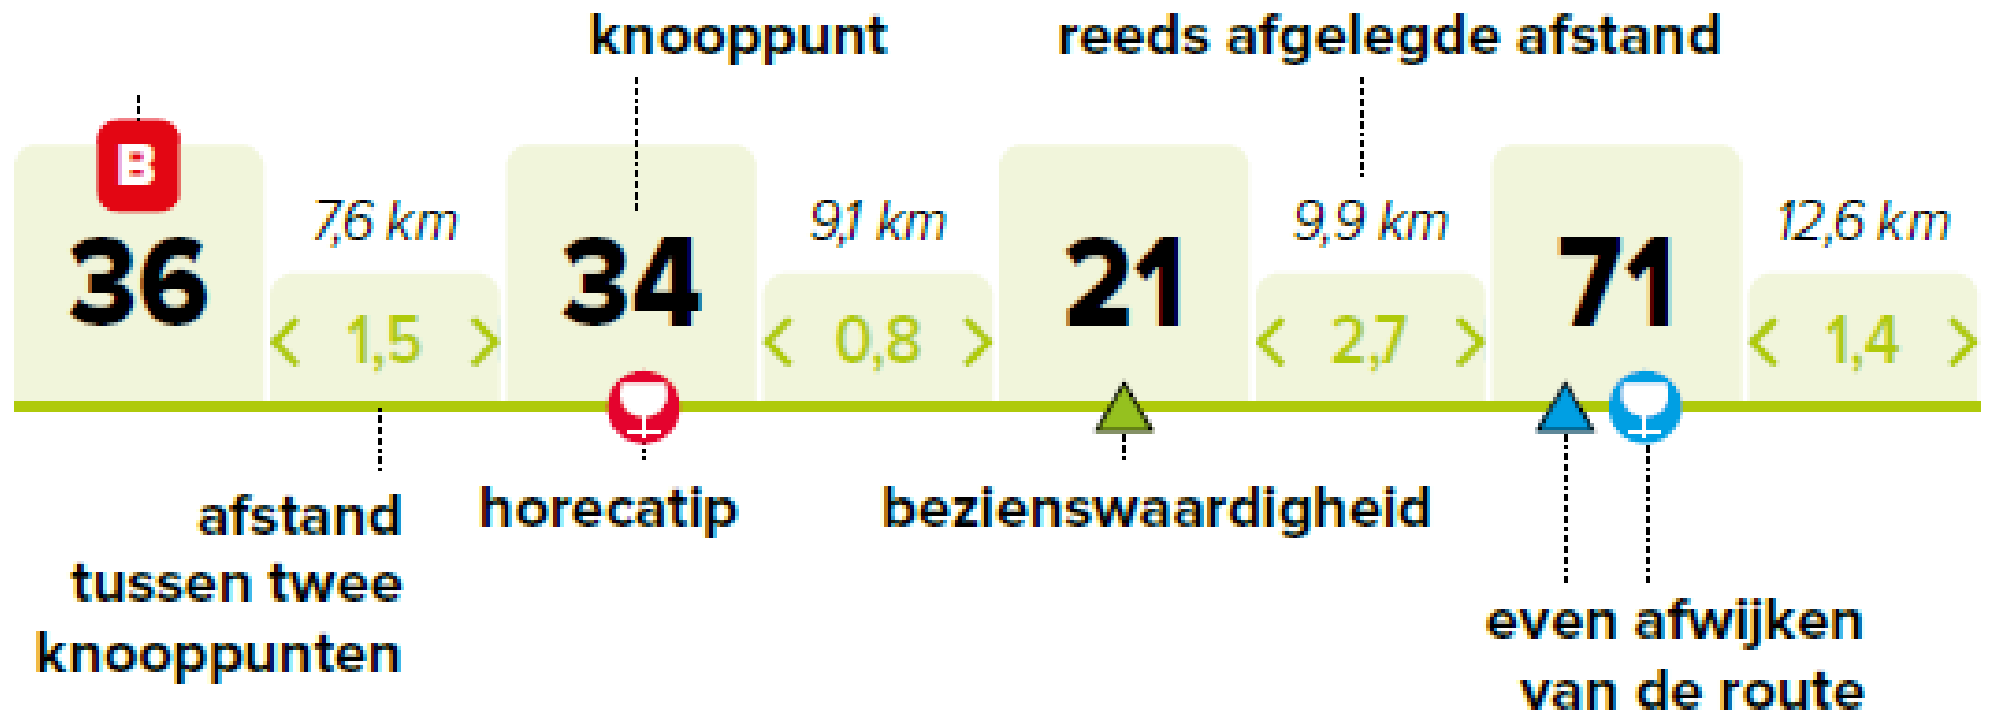 knooppunt
reeds afgelegde afstand
B
7,6 km
9,1 km
9,9 km
12,6 km
36
34
21
71
< 1,5 >
< 0,8 >
< 2,7 >
< 1,4 >
afstand
tussen twee
knooppunten
horecatip
bezienswaardigheid
even afwijken
van de route